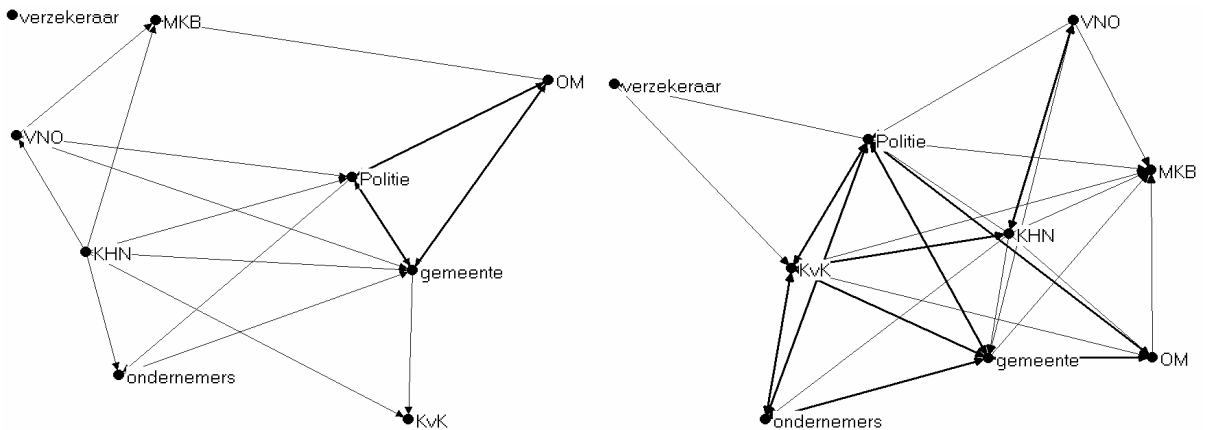 verzekeraar
MKB
OM
VNO
Politie
KHN
gemeente
ondernemers
KvK
VNO
verzekeraar
Politie
MKB
KHN
KvK
gemeente
OM
ondernemers